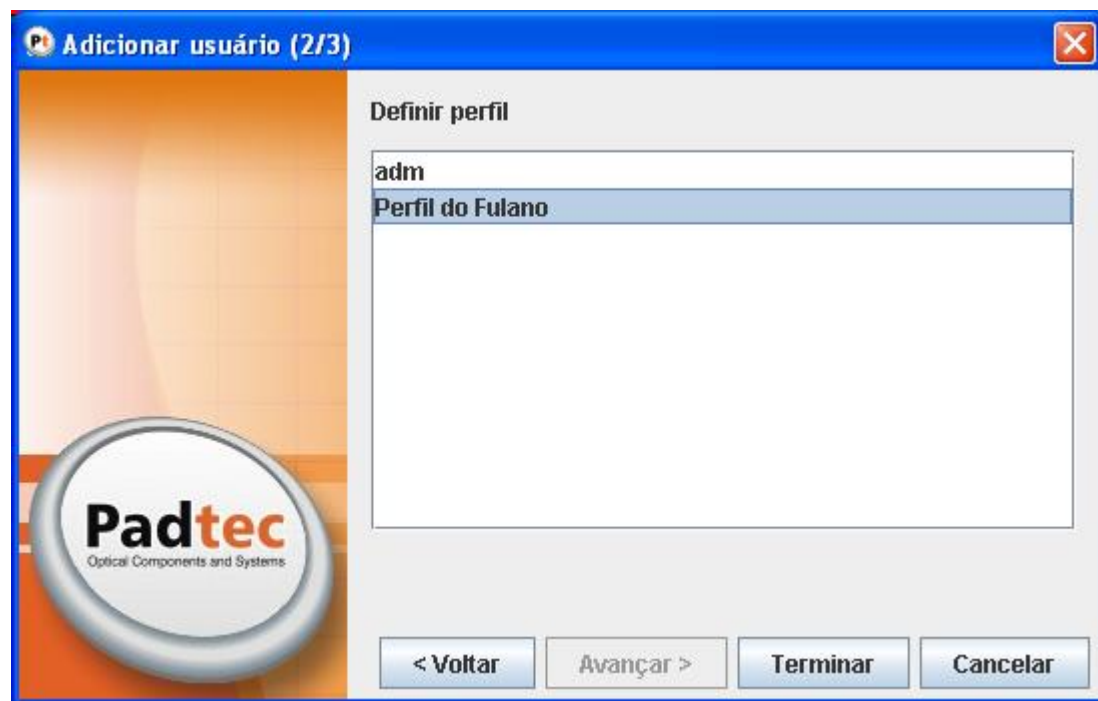 Pt Adicionar usuário (2/3)
Definir perfil
adm
Perfil do Fulano
Padtec
Optical Components and Systems
< Voltar
Avançar >
Terminar
Cancelar